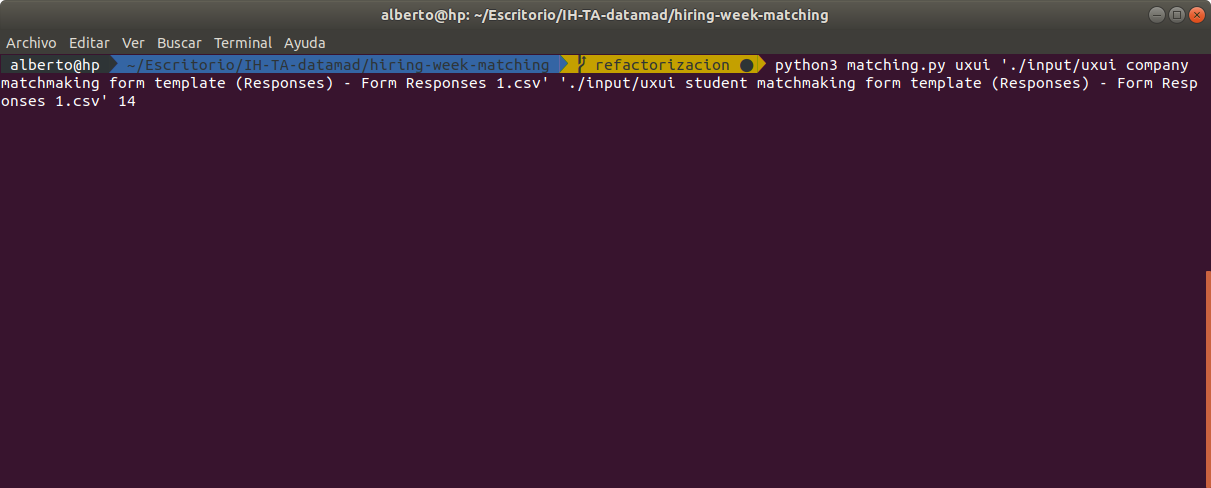 alberto@hp: ~/Escritorio/IH-TA-datamad/hiring-week-matching
Archivo Editar Ver Buscar Terminal Ayuda
alberto@hp ~/Escritorio/IH-TA-datamad/hiring-week-matching refactorizacion ● python3 matching.py uxui './input/uxui company
matchmaking form template (Responses) - Form Responses 1.csv' './input/uxui student matchmaking form template (Responses) - Form Resp
onses 1.csv' 14